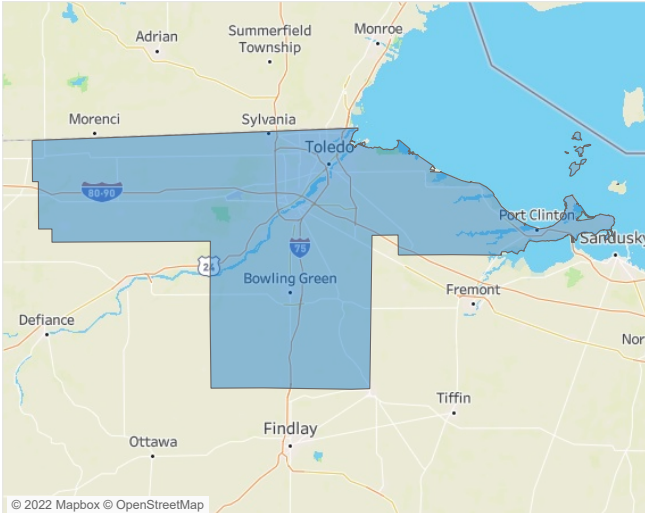 Adrian
Summerfield
Township
Monroe
Morenci
Sylvania
Toledo
80-90
Port Clinton
Sandusky
75
24
Bowling Green
Fremont
Defiance
Nor
Tiffin
Findlay
Ottawa
© 2022 Mapbox © OpenStreetMap